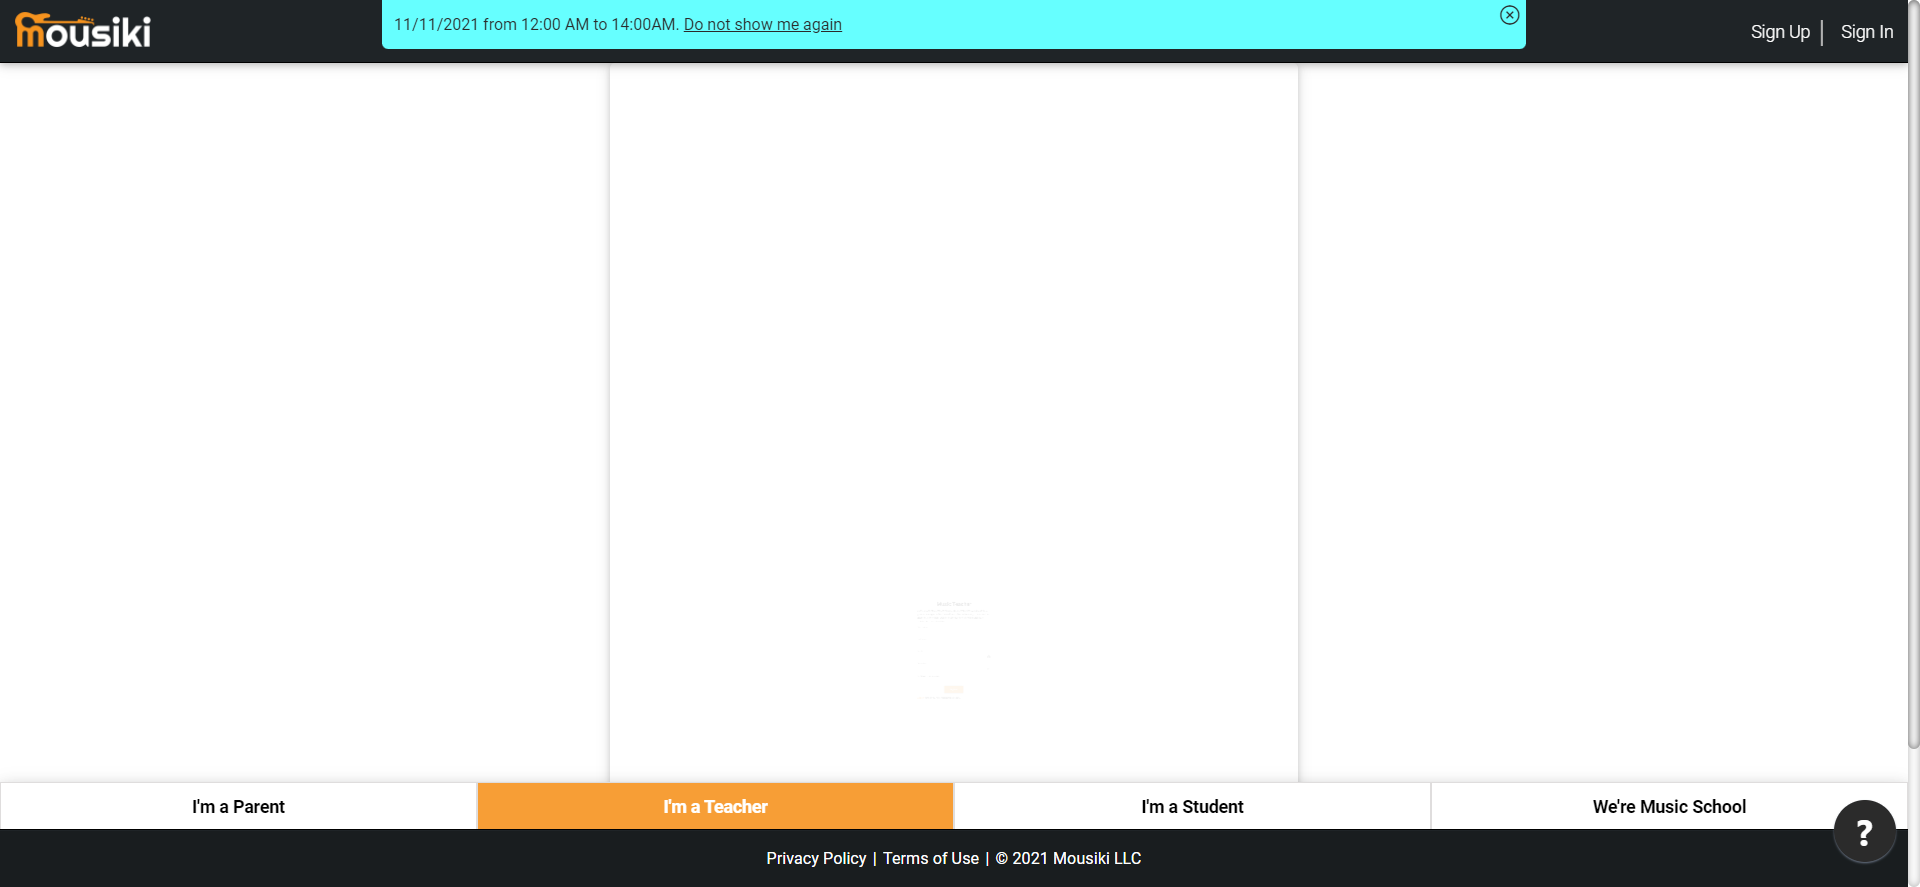 mousiki
11/11/2021 from 12:00 AM to 14:00AM. Do not show me again
Sign Up
Sign In
I'm a Parent
I'm a Teacher
I'm a Student
We're Music School
?
Privacy Policy | Terms of Use | © 2021 Mousiki LLC